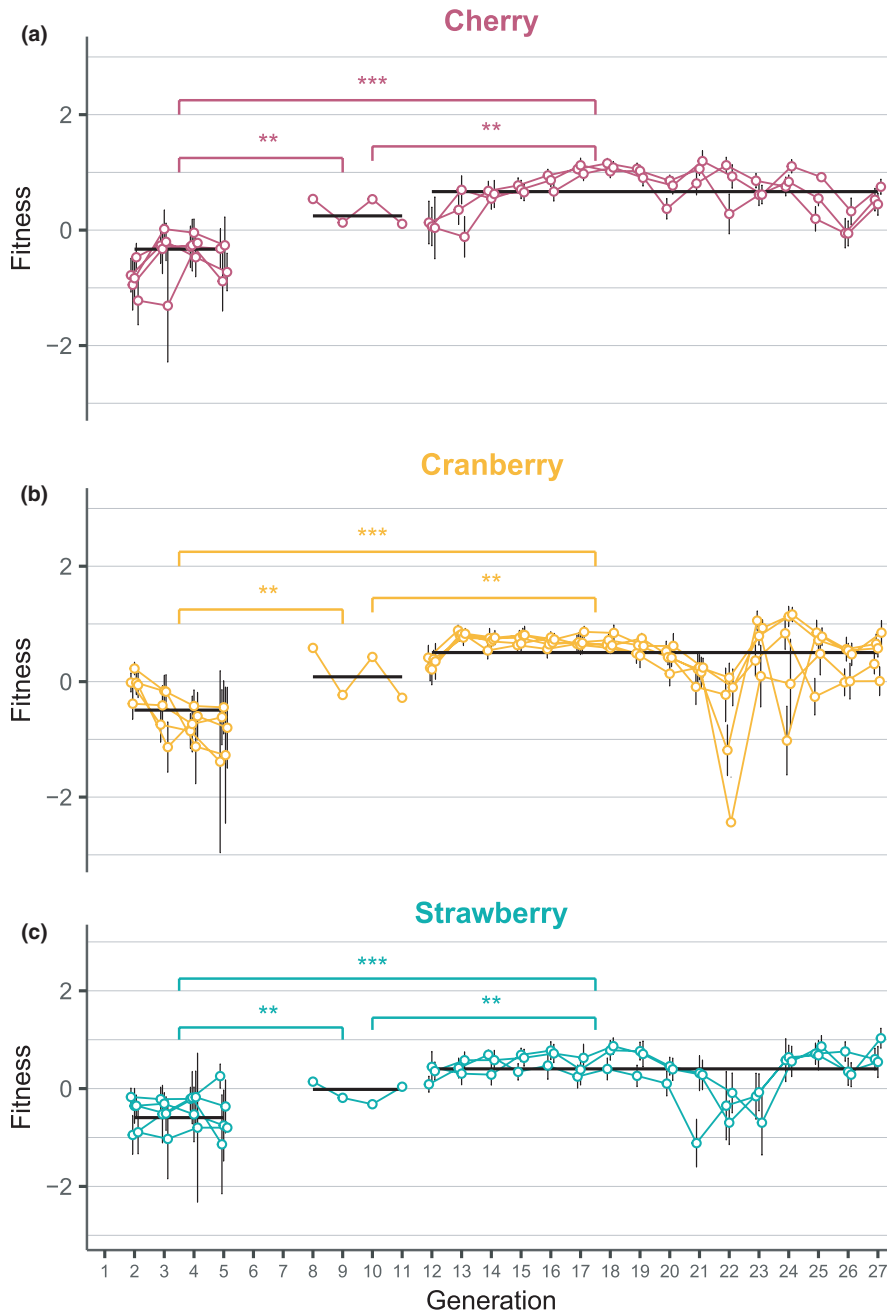 (a)
Cherry
***
**
**
2
0
−2
Fitness
(b)
Cranberry
***
**
**
2
0
−2
Fitness
(c)
Strawberry
***
**
**
2
0
−2
Fitness
1 2 3 4 5 6 7 8 9 10 11 12 13 14 15 16 17 18 19 20 21 22 23 24 25 26 27
Generation